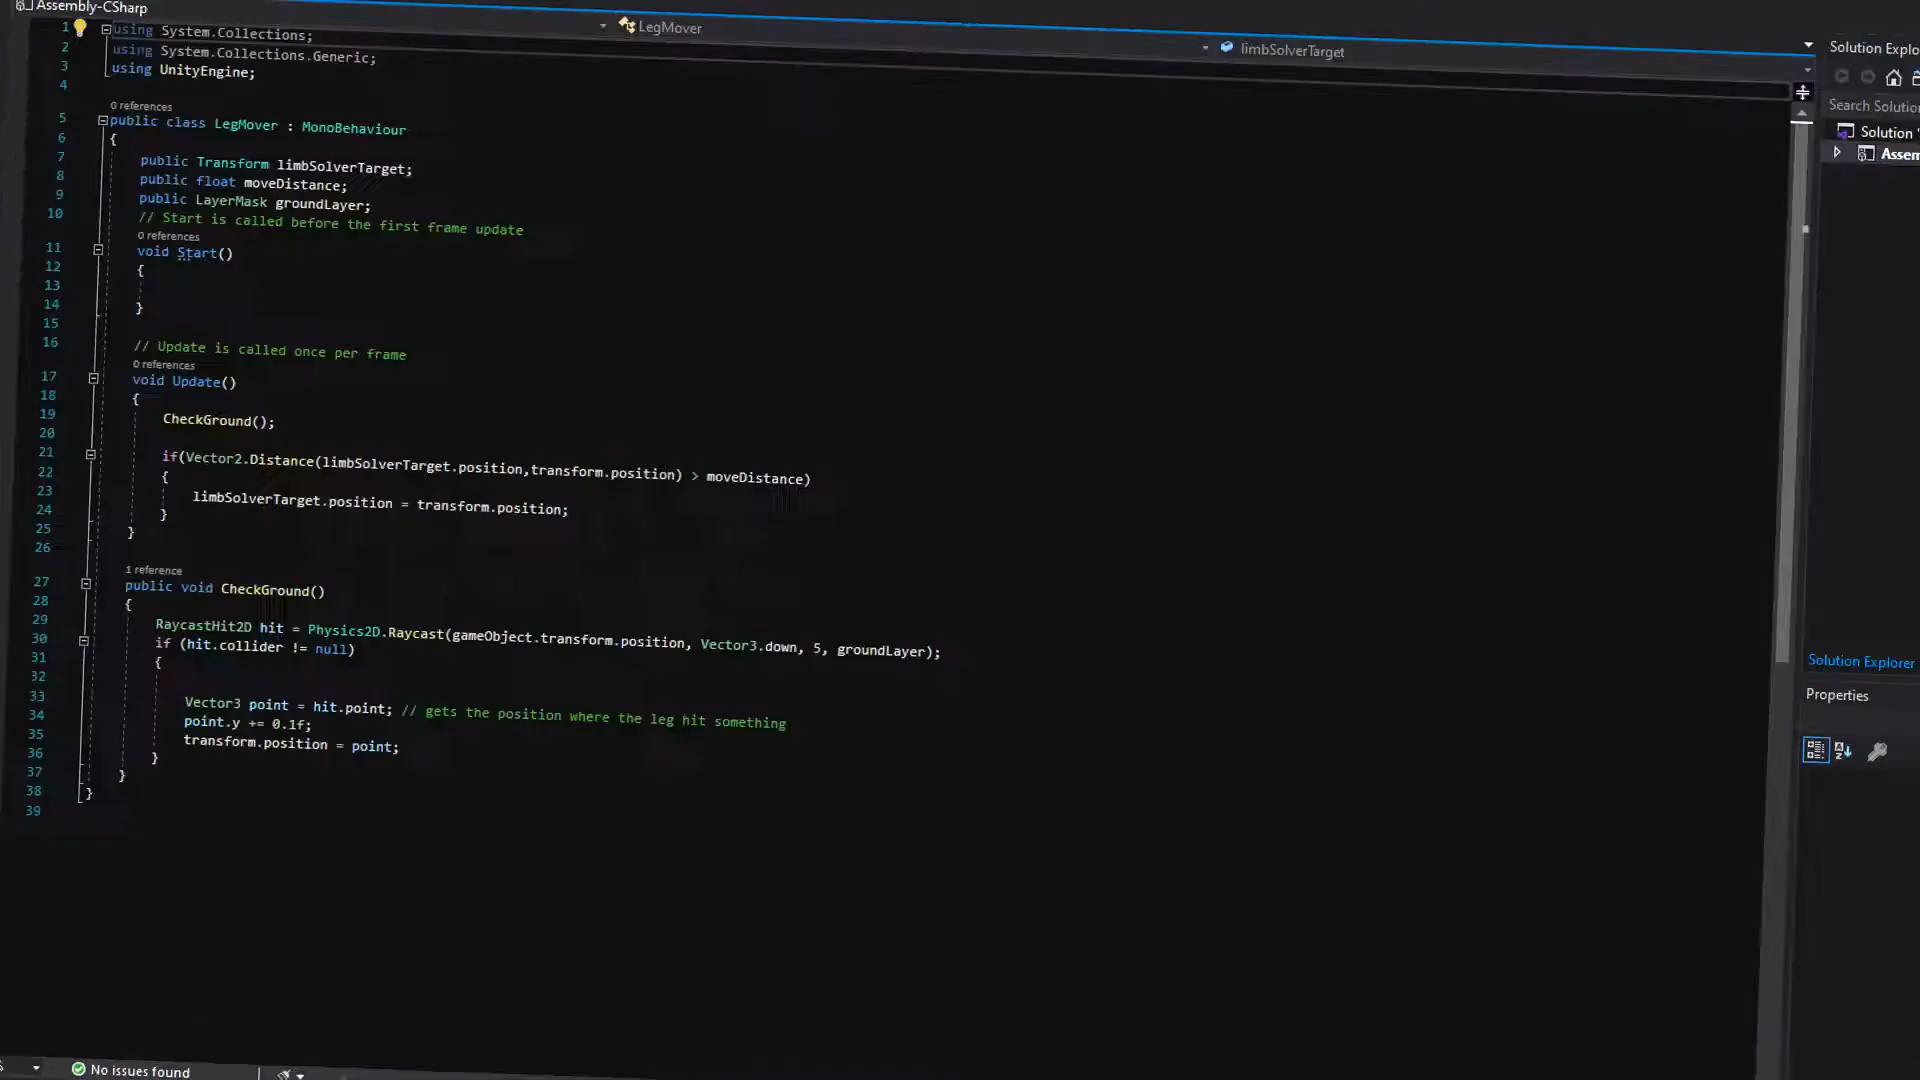 Assembly-CSharp
LegMover
limbSolverTarget
1 using System.Collections;
2 using System.Collections.Generic;
3 using UnityEngine;
4
0 references
5 public class LegMover : MonoBehaviour
6 {
7 public Transform limbSolverTarget;
8 public float moveDistance;
9 public LayerMask groundLayer;
10 // Start is called before the first frame update
0 references
11 void Start()
12 {
13
14 }
15
16 // Update is called once per frame
0 references
17 void Update()
18 {
19 CheckGround();
20
21 if(Vector2.Distance(limbSolverTarget.position,transform.position) > moveDistance)
22 {
23 limbSolverTarget.position = transform.position;
24 }
25 }
26
1 reference
27 public void CheckGround()
28 {
29 RaycastHit2D hit = Physics2D.Raycast(gameObject.transform.position, Vector3.down, 5, groundLayer);
30 if (hit.collider != null)
31 {
32
33 Vector3 point = hit.point; // gets the position where the leg hit something
34 point.y += 0.1f;
35 transform.position = point;
36 }
37 }
38 }
39
No issues found
Solution Explo
Search Solutio
Solution '
Assem
Solution Explorer
Properties